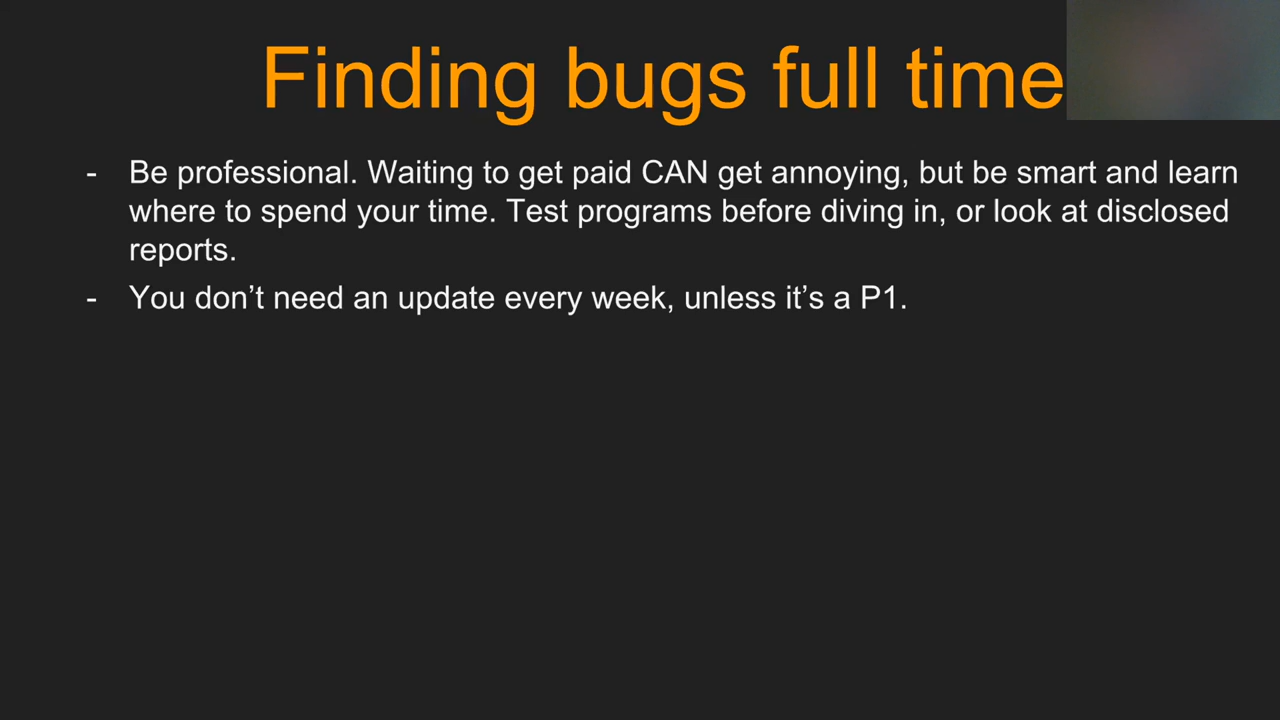 Finding bugs full time
- Be professional. Waiting to get paid CAN get annoying, but be smart and learn
where to spend your time. Test programs before diving in, or look at disclosed
reports.
- You don’t need an update every week, unless it’s a P1.